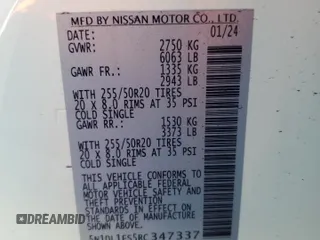 MFD BY NISSAN MOTOR CO., LTD.
DATE: 01/24
GVWR: 2750 KG
6063 LB
GAWR FR.: 1335 KG
2943 LB
WITH 255/50R20 TIRES
20 x 8.0 RIMS AT 35 PSI
COLD SINGLE
GAWR RR.: 1530 KG
3373 LB
WITH 255/50R20 TIRES
20 x 8.0 RIMS AT 35 PSI
COLD SINGLE
THIS VEHICLE CONFORMS TO
ALL APPLICABLE FEDERAL
MOTOR VEHICLE SAFETY
AND THEFT PREVENTION
STANDARDS IN EFFECT ON
THE DATE OF MANUFACTURE
SHOWN ABOVE.
5N1DL1FS5RC347337
DREAMBID